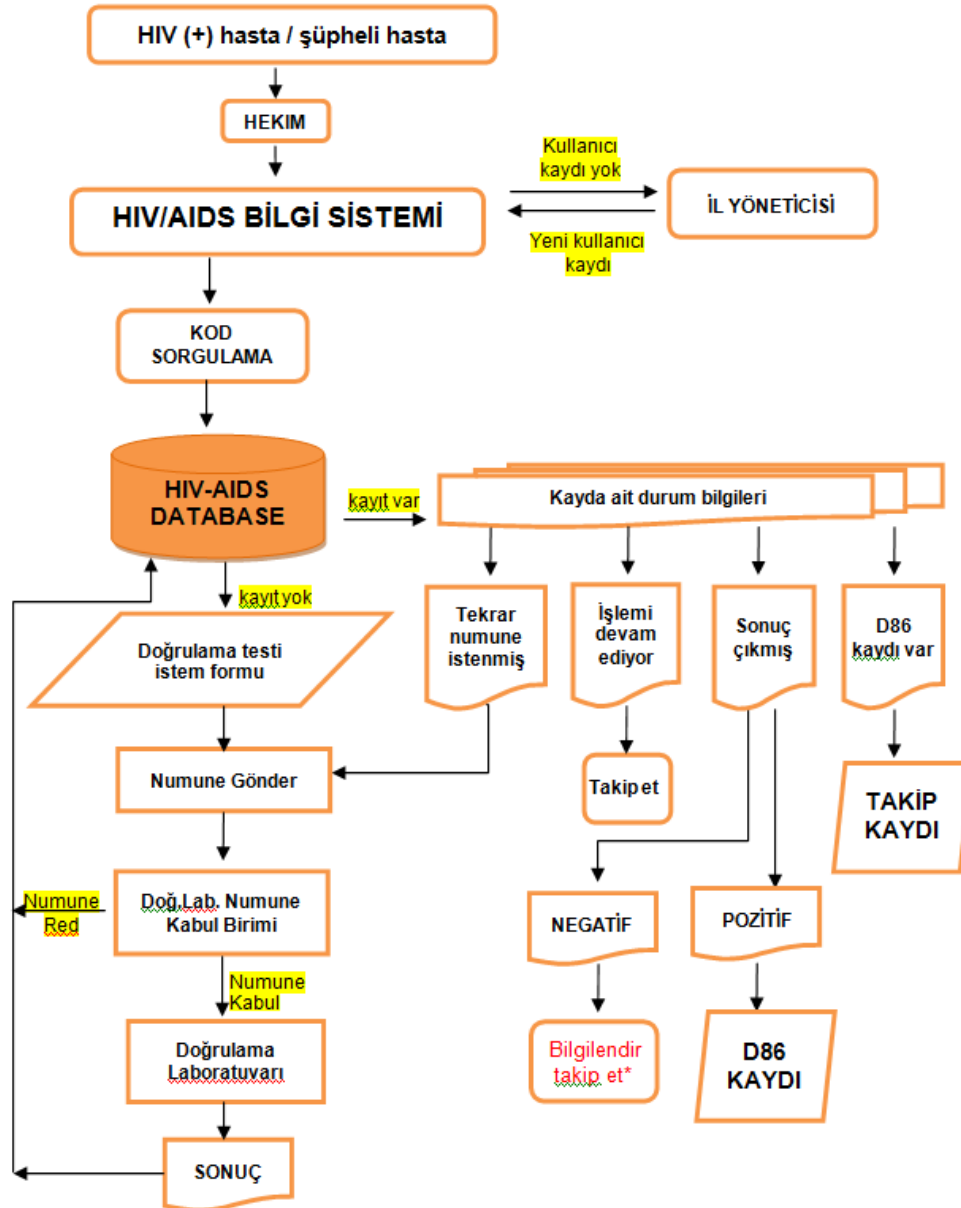 HIV (+) hasta / şüpheli hasta
HEKIM
Kullanıcı
kaydı yok
HIV/AIDS BİLGİ SİSTEMİ
İL YÖNETİCİSİ
Yeni kullanıcı
kaydı
KOD
SORGULAMA
HIV-AIDS
DATABASE
kayıt var
Kayda ait durum bilgileri
kayıt yok
Doğrulama testi
istem formu
Tekrar
numune
istenmiş
İşlemi
devam
ediyor
Sonuç
çıkmış
D86
kaydı var
Numune Gönder
Takip et
TAKİP
KAYDI
Numune
Red
Doğ.Lab. Numune
Kabul Birimi
NEGATİF
POZİTİF
Numune
Kabul
Doğrulama
Laboratuvarı
Bilgilendir
takip et*
D86
KAYDI
SONUÇ